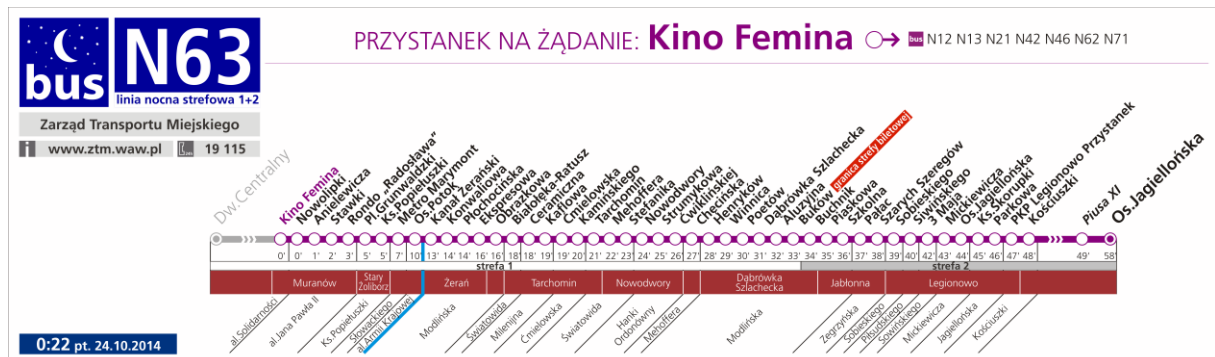 bus
N63
linia nocna strefowa 1+2
Zarząd Transportu Miejskiego
i www.ztm.waw.pl 19 115
PRZYSTANEK NA ŻĄDANIE: Kino Femina bus N12 N13 N21 N42 N46 N62 N71
Dw.Centralny
Kino Femina
Nowolipki
Anielewicza
Stawki
Rondo „Radosława”
Pl.Grunwaldzki
Ks.Popiełuszki
Metro Marymont
Os.Potok
Kanał Żerański
Konwaliowa
Płochocińska
Ekspresowa
Obrazkowa
Białołęka-Ratusz
Ceramiczna
Kaflowa
Ćmielowska
Kamińskiego
Tarchomin
Mehoffera
Stefanika
Nowodwory
Strumykowa
Ćwiklińskiej
Chęcińska
Henryków
Winnica
Poetów
Dąbrówka Szlachecka
Aluzyjna
Buków
granica strefy biletowej
Buchnik
Piaskowa
Szkolna
Pałac
Szarych Szeregów
Sobieskiego
Siwińskiego
3 Maja
Mickiewicza
Os.Jagiellońska
Ks.Skorupki
Parkowa
PKP Legionowo Przystanek
Kościuszki
Piusa XI
Os.Jagiellońska
0' 0' 1' 2' 3' 5' 5' 7' 10' 13' 14' 14' 15' 16' 16' 18' 18' 19' 19' 20' 21' 22' 23' 24' 25' 26' 27' 28' 29' 30' 31' 32' 33' 34' 35' 36' 37' 38' 39' 40' 42' 43' 44' 45' 46' 47' 48' 49' 58'
strefa 1 strefa 2
Muranów
Stary Żoliborz
Żerań
Tarchomin
Nowodwory
Dąbrówka Szlachecka
Jabłonna
Legionowo
al.Solidarności
al.Jana Pawła II
Ks.Popiełuszki
Słowackiego
al.Armii Krajowej
Modlińska
Światowida
Milenijna
Ćmielowska
Światowida
Hanki Ordonówny
Mehoffera
Modlińska
Zegrzyńska
Sobieskiego
Piłsudskiego
Sowińskiego
Mickiewicza
Jagiellońska
Kościuszki
0:22 pt. 24.10.2014